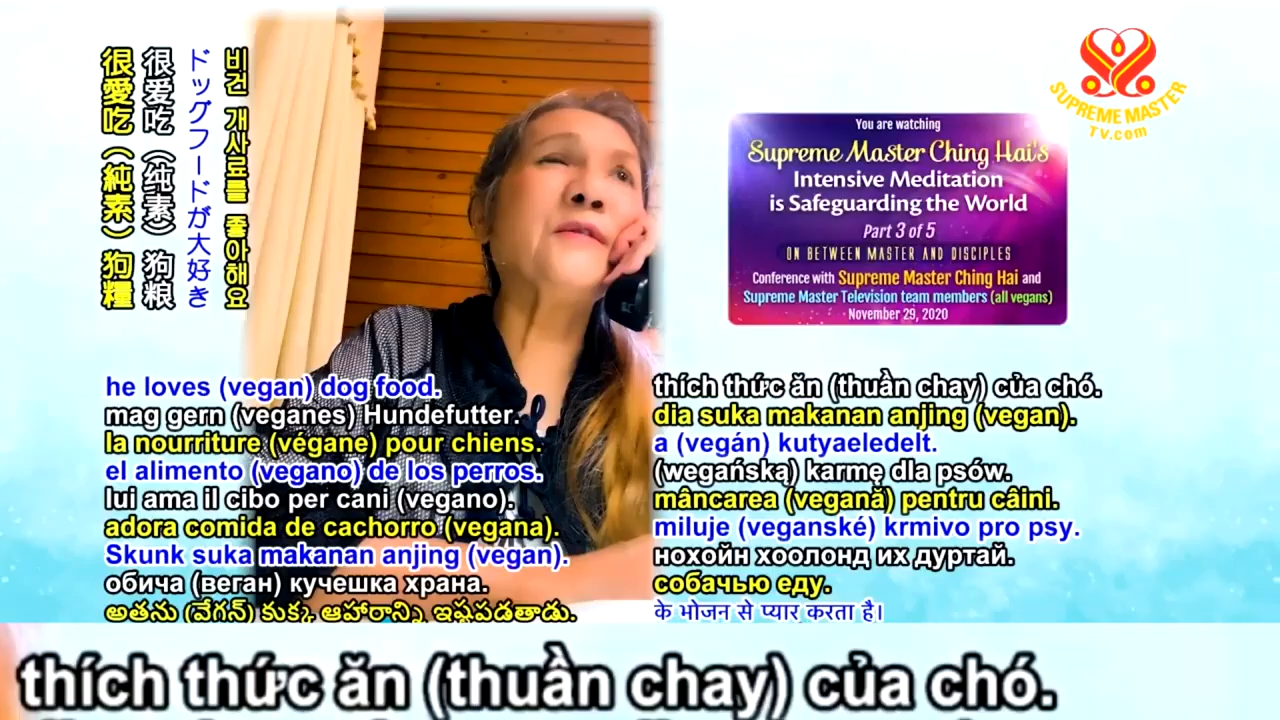 很愛吃（純素）狗糧
很爱吃（纯素）狗粮
ドッグフードが大好き
비건 개사료를 좋아해요
SUPREME MASTER
TV.com
You are watching
Supreme Master Ching Hai's
Intensive Meditation
is Safeguarding the World
Part 3 of 5
ON BETWEEN MASTER AND DISCIPLES
Conference with Supreme Master Ching Hai and
Supreme Master Television team members (all vegans)
November 29, 2020
he loves (vegan) dog food.
mag gern (veganes) Hundefutter.
la nourriture (végane) pour chiens.
el alimento (vegano) de los perros.
lui ama il cibo per cani (vegano).
adora comida de cachorro (vegana).
Skunk suka makanan anjing (vegan).
обича (веган) кучешка храна.
అతను (వేగన్) కుక్క ఆహారాన్ని ఇష్టపడతాడు.
thích thức ăn (thuần chay) của chó.
dia suka makanan anjing (vegan).
a (vegán) kutyaeledelt.
(wegańską) karmę dla psów.
mâncarea (vegană) pentru câini.
miluje (veganské) krmivo pro psy.
нохойн хоолонд их дуртай.
собачью еду.
के भोजन से प्यार करता है।
thích thức ăn (thuần chay) của chó.